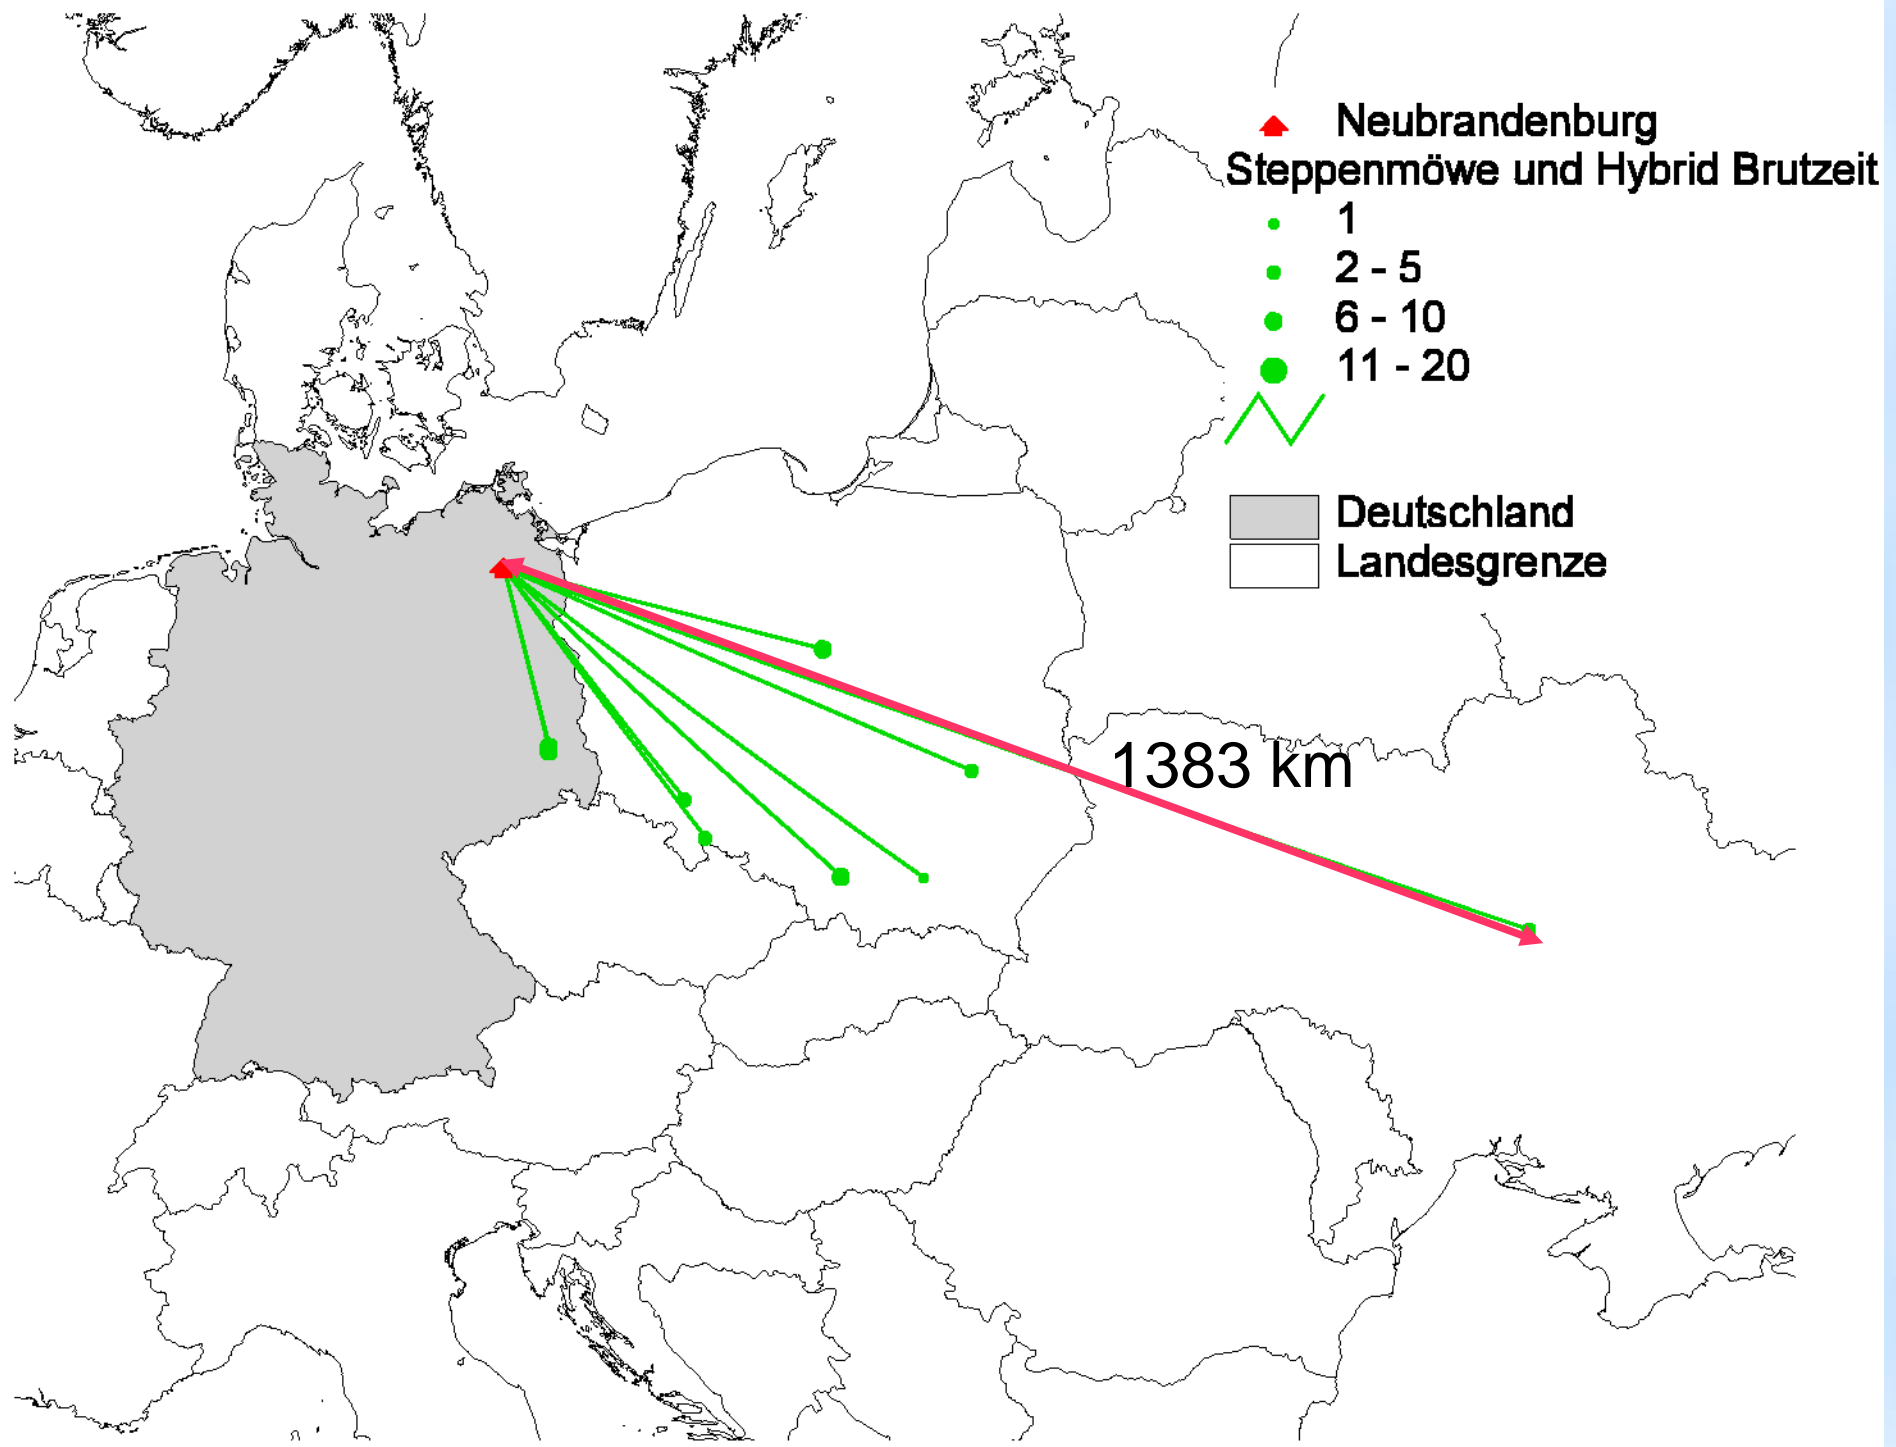 Neubrandenburg
Steppenmöwe und Hybrid Brutzeit
1
2 - 5
6 - 10
11 - 20
Deutschland
Landesgrenze
1383 km